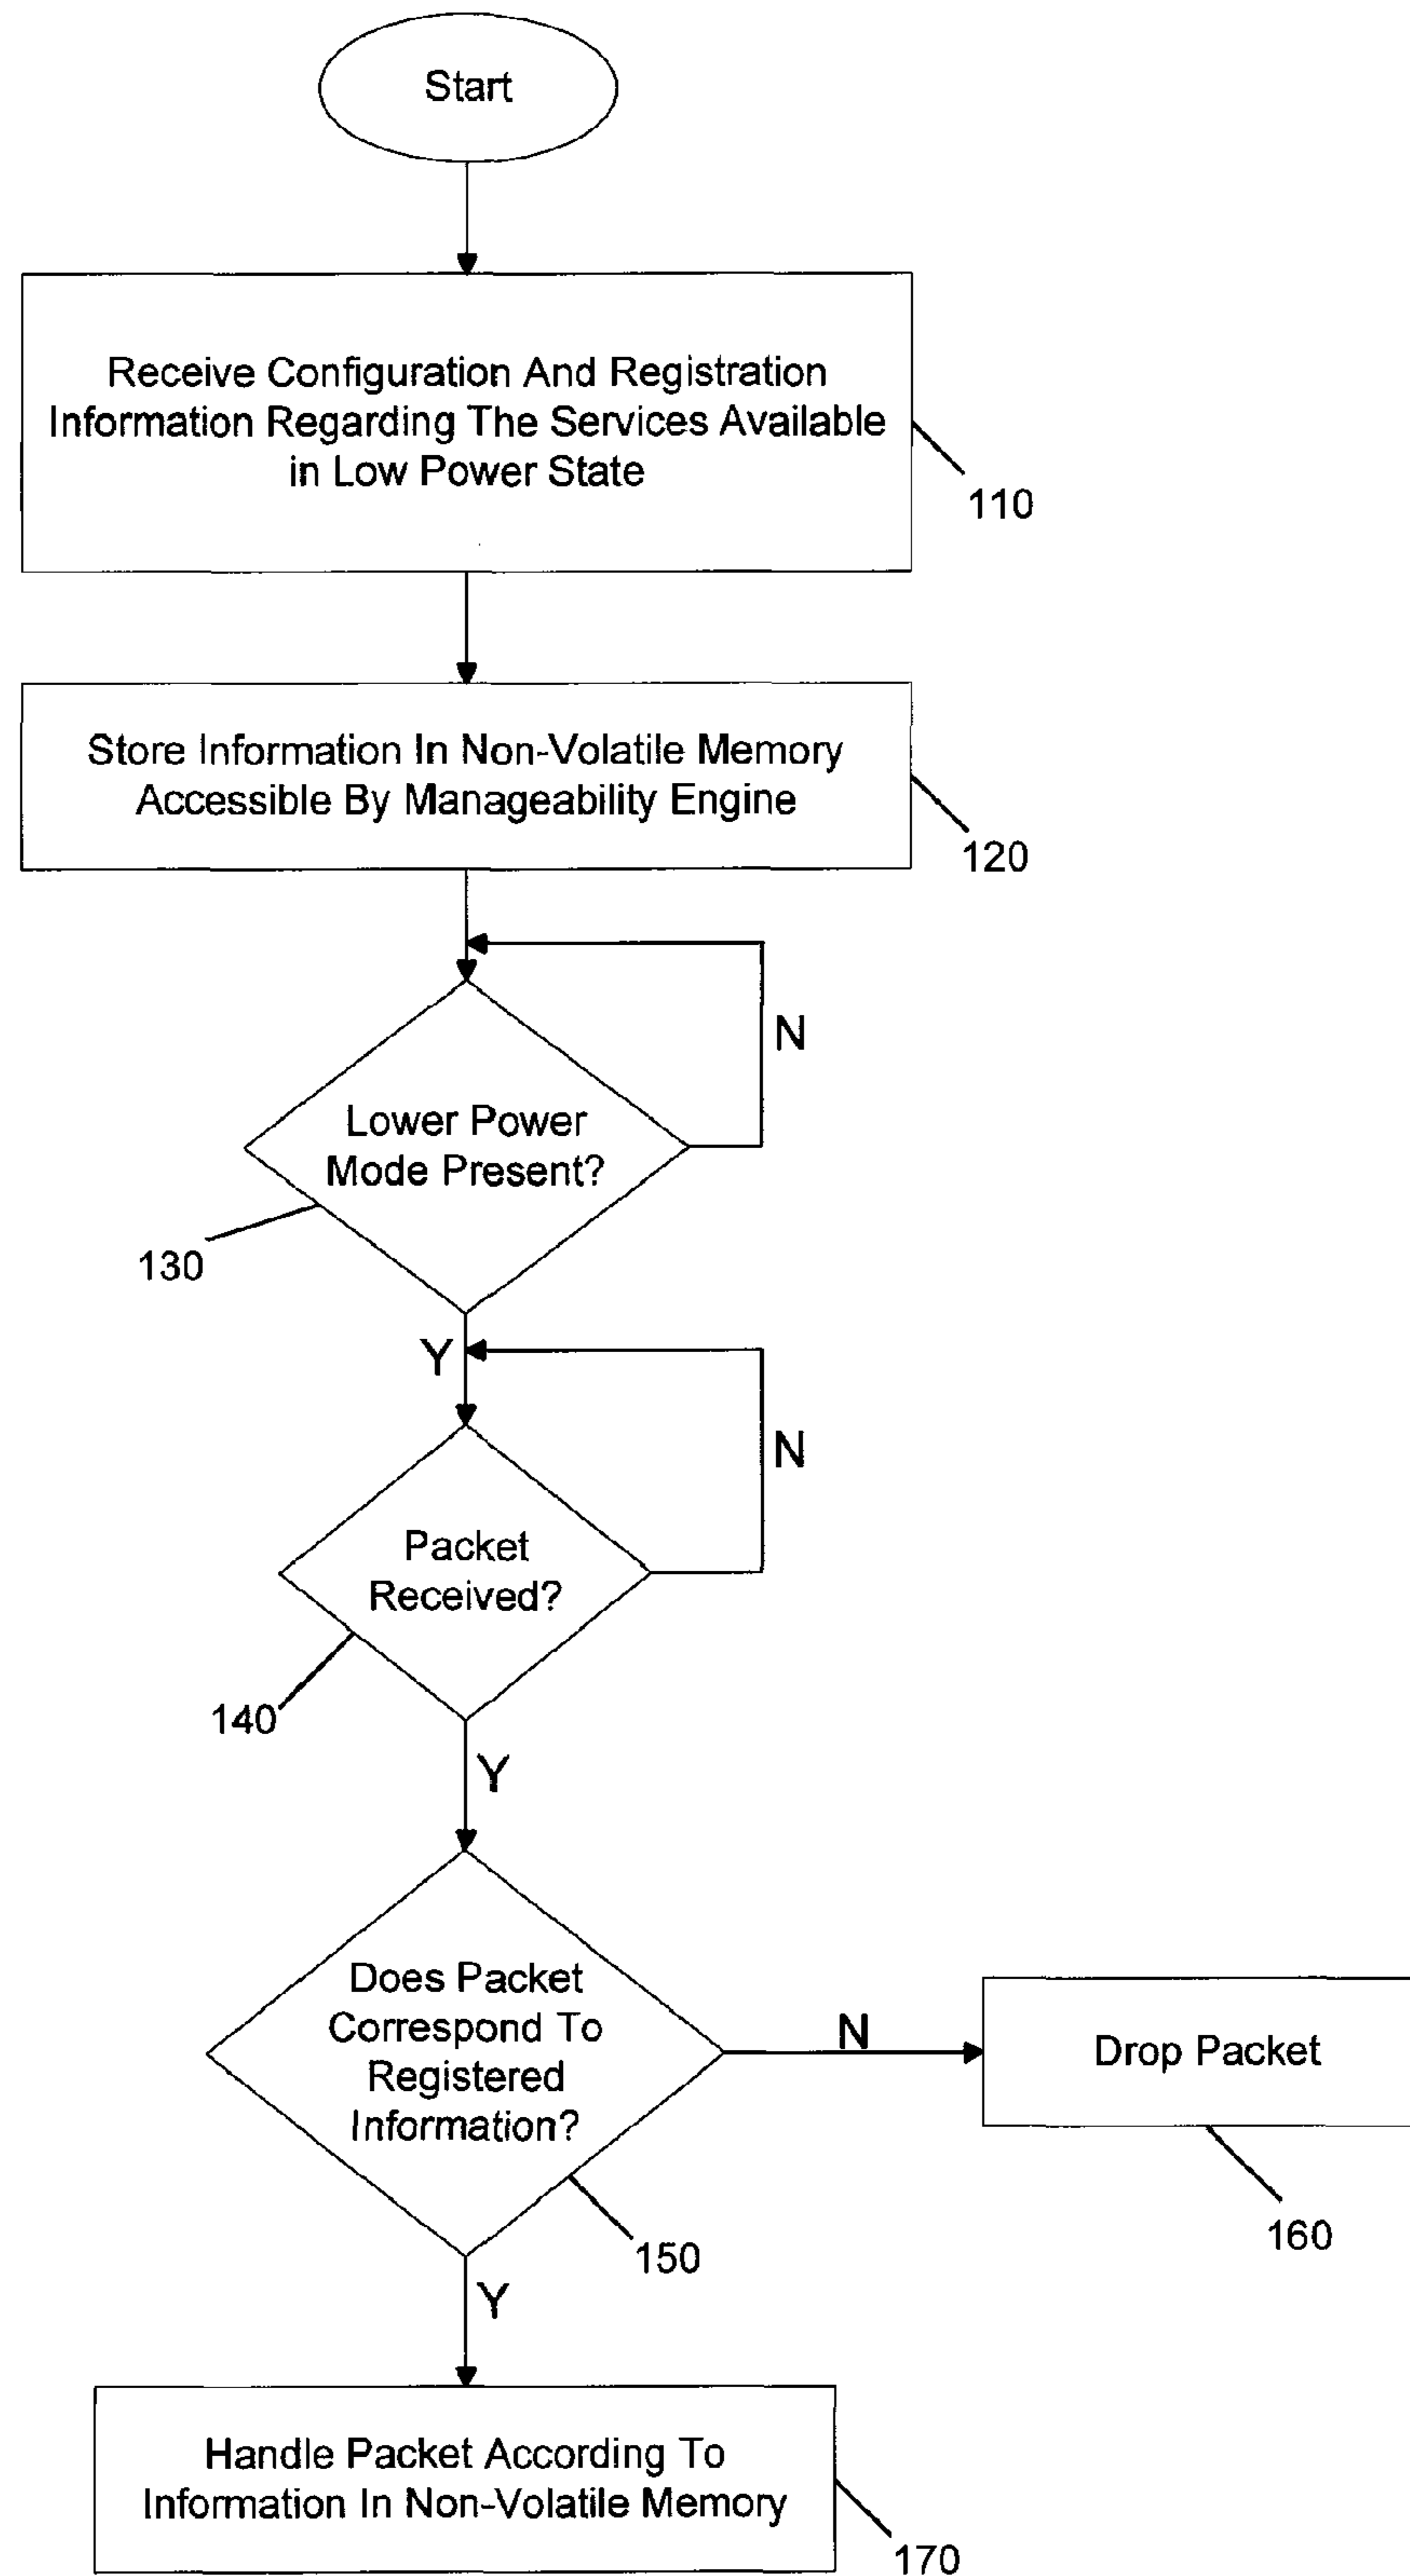 Start
Receive Configuration And Registration
Information Regarding The Services Available
in Low Power State
110
Store Information In Non-Volatile Memory
Accessible By Manageability Engine
120
N
Lower Power
Mode Present?
130
Y
N
Packet
Received?
140
Y
Does Packet
Correspond To
Registered
Information?
N
Drop Packet
150
160
Y
Handle Packet According To
Information In Non-Volatile Memory
170